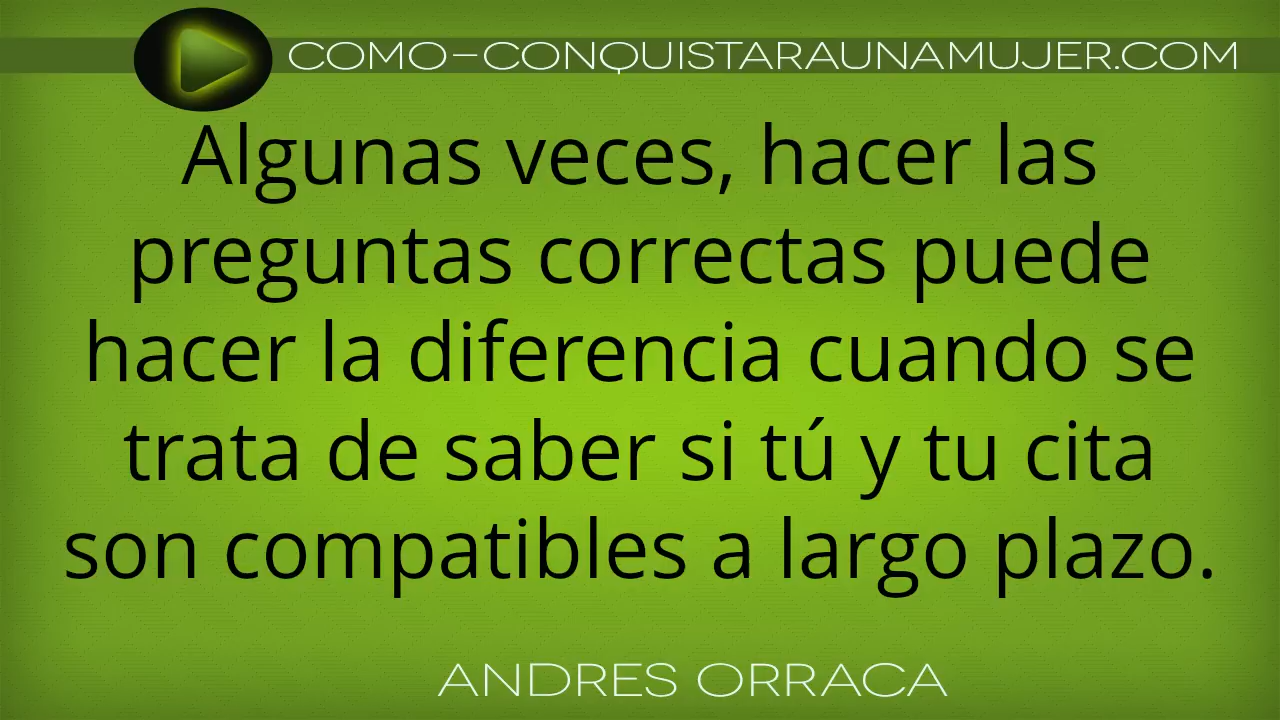 COMO-CONQUISTARAUNAMUJER.COM
Algunas veces, hacer las
preguntas correctas puede
hacer la diferencia cuando se
trata de saber si tú y tu cita
son compatibles a largo plazo.
ANDRES ORRACA